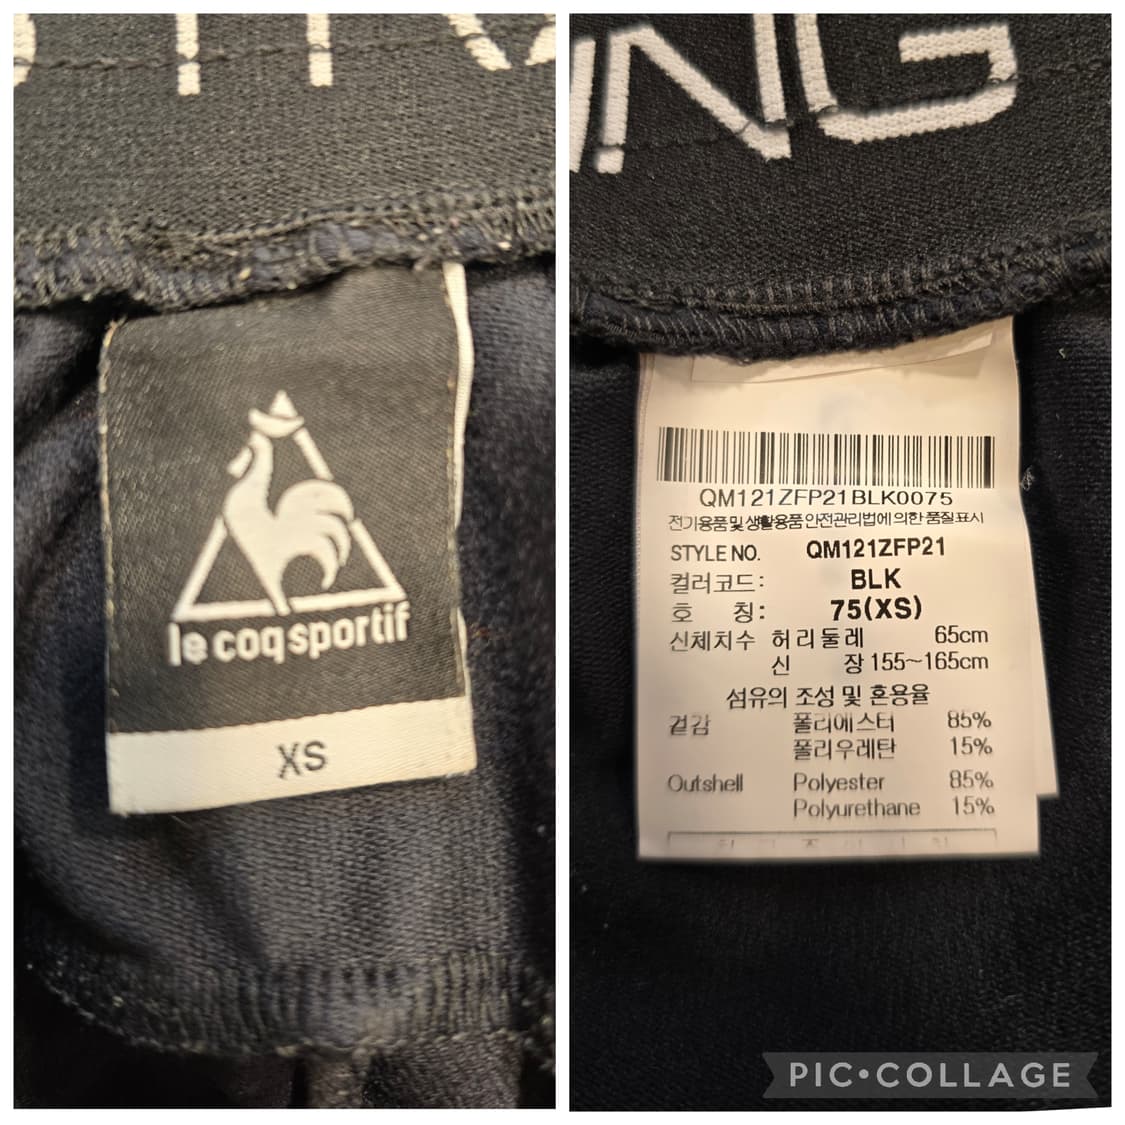 le coq sportif
XS
NG
QM121ZFP21BLK0075
전기용품 및 생활용품 안전관리법에 의한 품질표시
STYLE NO. QM121ZFP21
컬러코드: BLK
호 칭: 75(XS)
신체치수 허리둘레 65cm
신 장 155~165cm
섬유의 조성 및 혼용율
겉감 폴리에스터 85%
폴리우레탄 15%
Outshell Polyester 85%
Polyurethane 15%
PIC•COLLAGE